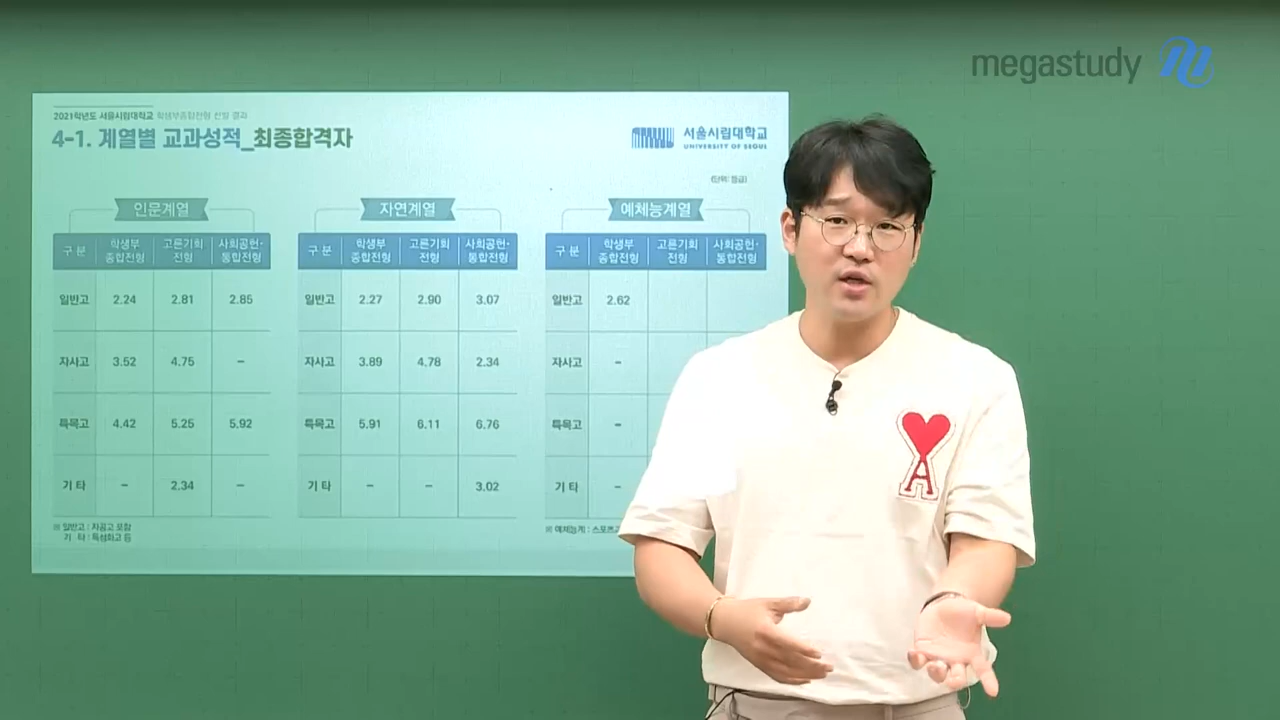 megastudy
2021학년도 서울시립대학교 학생부종합전형 선발 결과
4-1. 계열별 교과성적_최종합격자
서울시립대학교
UNIVERSITY OF SEOUL
(단위: 등급)
인문계열
구 분 학생부종합전형 고른기회전형 사회공헌·통합전형
일반고 2.24 2.81 2.85
자사고 3.52 4.75 –
특목고 4.42 5.25 5.92
기 타 – 2.34 –
※ 일반고 : 자공고 포함
기 타 : 특성화고 등
자연계열
구 분 학생부종합전형 고른기회전형 사회공헌·통합전형
일반고 2.27 2.90 3.07
자사고 3.89 4.78 2.34
특목고 5.91 6.11 6.76
기 타 – – 3.02
예체능계열
구 분 학생부종합전형 고른기회전형 사회공헌·통합전형
일반고 2.62
자사고 –
특목고 –
기 타 –
※ 예체능계 :
A